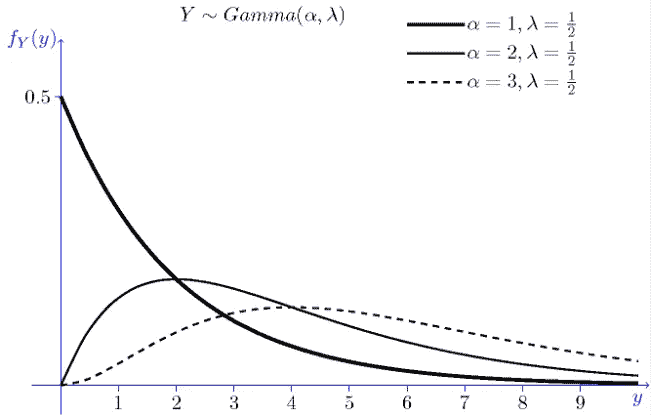 Y ∼ Gamma(α, λ)
f_Y(y)
α = 1, λ = 1/2
α = 2, λ = 1/2
α = 3, λ = 1/2
0.5
1 2 3 4 5 6 7 8 9 y